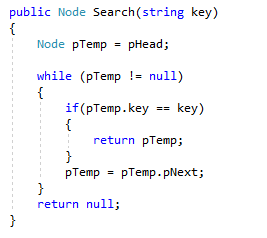 public Node Search(string key)
{
    Node pTemp = pHead;

    while (pTemp != null)
    {
        if(pTemp.key == key)
        {
            return pTemp;
        }
        pTemp = pTemp.pNext;
    }
    return null;
}